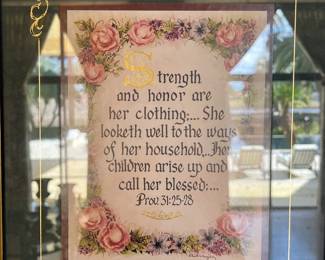 Strength
and honor are
her clothing;... She
looketh well to the ways
of her household,..her
children arise up and
call her blessed:...
Prov. 31:25-28